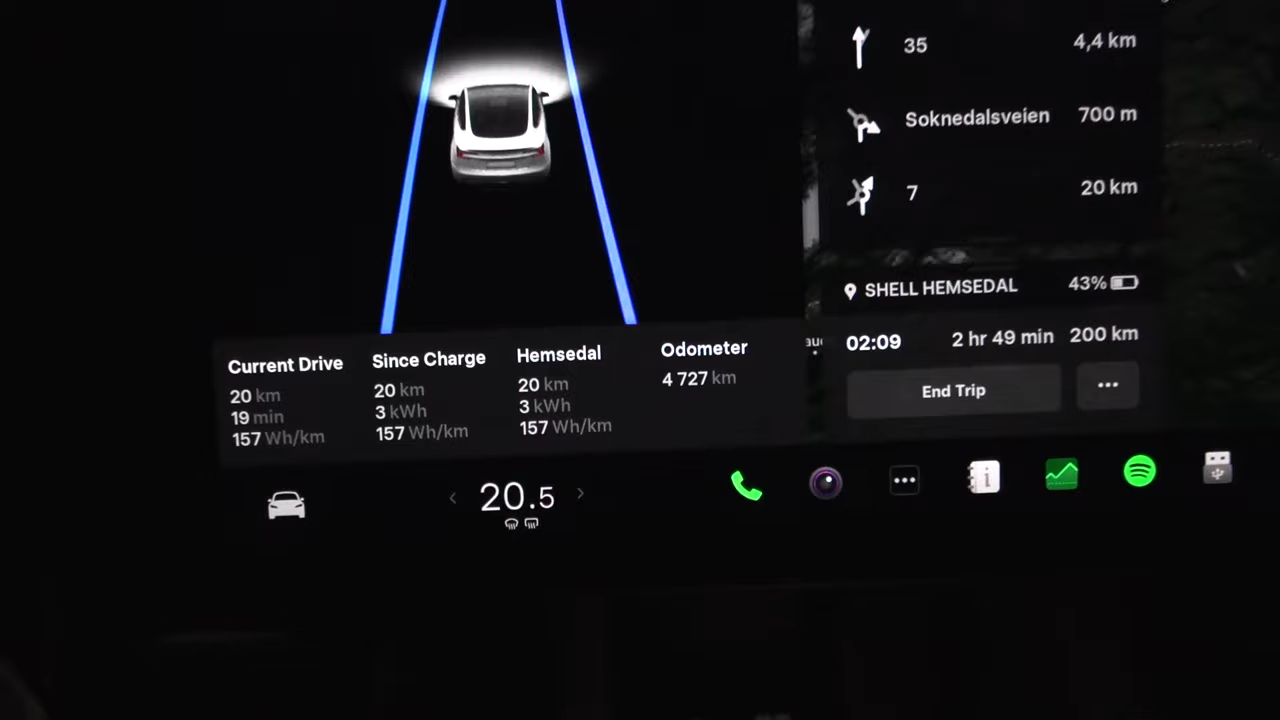 35 4,4 km
Soknedalsveien 700 m
7 20 km
SHELL HEMSEDAL 43%
02:09 2 hr 49 min 200 km
End Trip
Current Drive
20 km
19 min
157 Wh/km
Since Charge
20 km
3 kWh
157 Wh/km
Hemsedal
20 km
3 kWh
157 Wh/km
Odometer
4 727 km
20.5
i